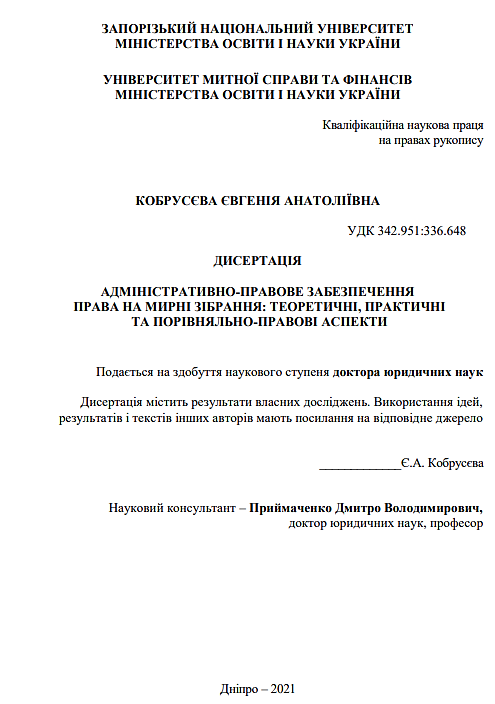 ЗАПОРІЗЬКИЙ НАЦІОНАЛЬНИЙ УНІВЕРСИТЕТ
МІНІСТЕРСТВА ОСВІТИ І НАУКИ УКРАЇНИ
УНІВЕРСИТЕТ МИТНОЇ СПРАВИ ТА ФІНАНСІВ
МІНІСТЕРСТВА ОСВІТИ І НАУКИ УКРАЇНИ
Кваліфікаційна наукова праця
на правах рукопису
КОБРУСЄВА ЄВГЕНІЯ АНАТОЛІЇВНА
УДК 342.951:336.648
ДИСЕРТАЦІЯ
АДМІНІСТРАТИВНО-ПРАВОВЕ ЗАБЕЗПЕЧЕННЯ
ПРАВА НА МИРНІ ЗІБРАННЯ: ТЕОРЕТИЧНІ, ПРАКТИЧНІ
ТА ПОРІВНЯЛЬНО-ПРАВОВІ АСПЕКТИ
Подається на здобуття наукового ступеня доктора юридичних наук
Дисертація містить результати власних досліджень. Використання ідей,
результатів і текстів інших авторів мають посилання на відповідне джерело
_____________Є.А. Кобрусєва
Науковий консультант – Приймаченко Дмитро Володимирович,
доктор юридичних наук, професор
Дніпро – 2021